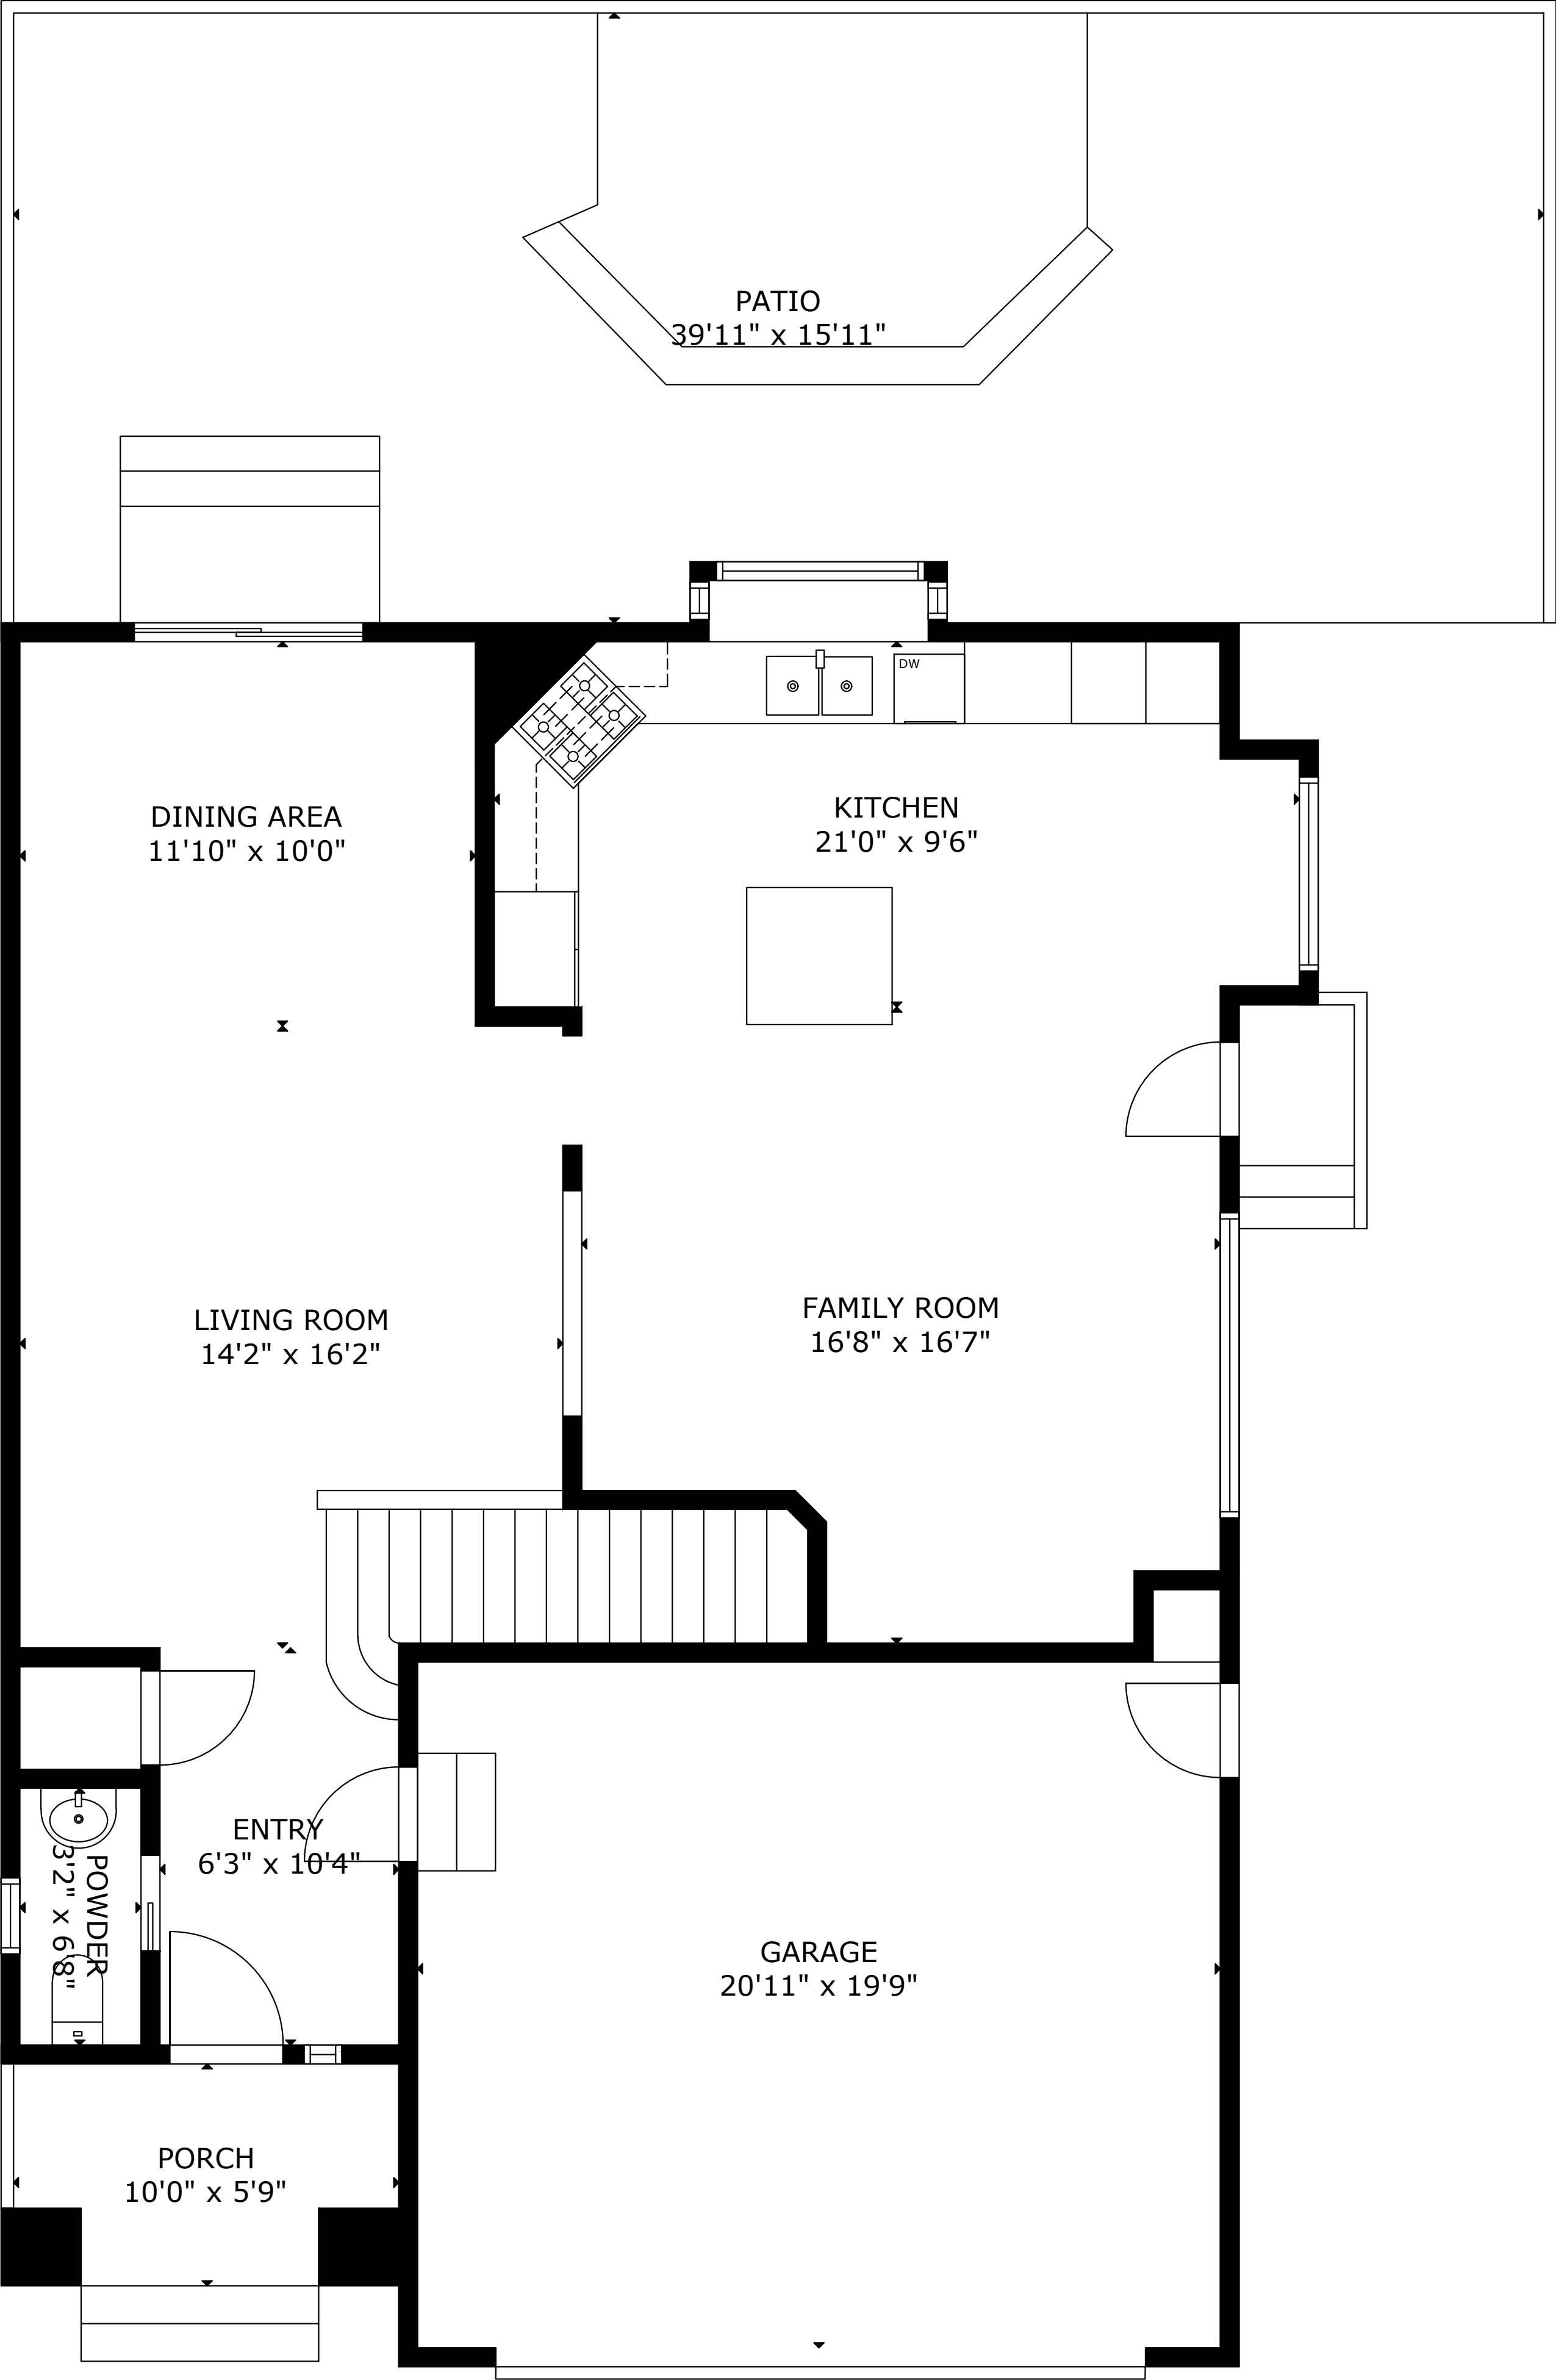 PATIO
39'11" x 15'11"
DW
DINING AREA
11'10" x 10'0"
KITCHEN
21'0" x 9'6"
LIVING ROOM
14'2" x 16'2"
FAMILY ROOM
16'8" x 16'7"
ENTRY
6'3" x 10'4"
POWDER
3'2" x 6'8"
GARAGE
20'11" x 19'9"
PORCH
10'0" x 5'9"